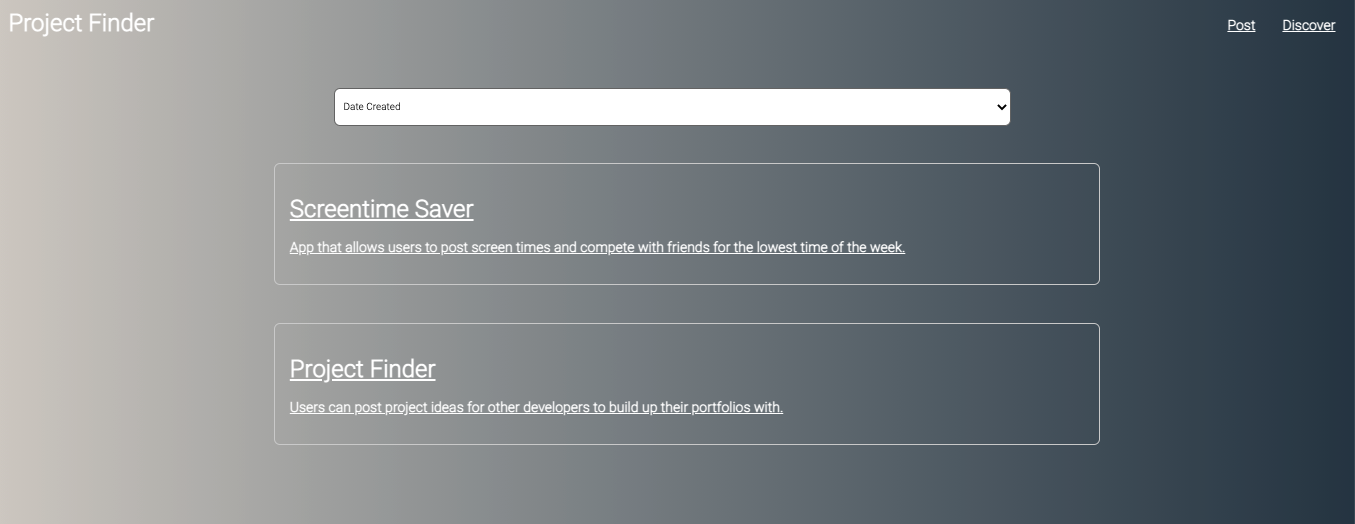 Project Finder
Post Discover
Date Created
Screentime Saver
App that allows users to post screen times and compete with friends for the lowest time of the week.
Project Finder
Users can post project ideas for other developers to build up their portfolios with.